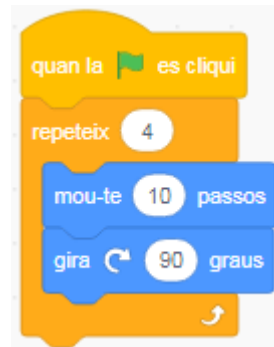 quan la es cliqui
repeteix 4
mou-te 10 passos
gira 90 graus